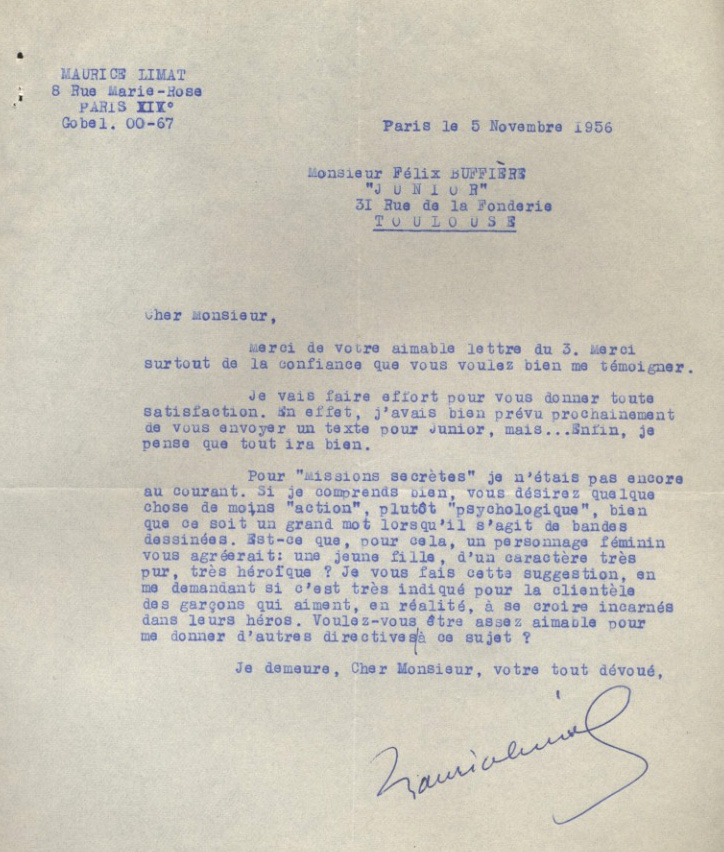 MAURICE LIMAT
8 Rue Marie-Rose
PARIS XIV°
Gobel. 00-67
Paris le 5 Novembre 1956
Monsieur Félix BUFFIÈRE
"J U N I O R"
3I Rue de la Fonderie
T O U L O U S E
Cher Monsieur,
Merci de votre aimable lettre du 3. Merci
surtout de la confiance que vous voulez bien me témoigner.
Je vais faire effort pour vous donner toute
satisfaction. En effet, j'avais bien prévu prochainement
de vous envoyer un texte pour Junior, mais...Enfin, je
pense que tout ira bien.
Pour "Missions secrètes" je n'étais pas encore
au courant. Si je comprends bien, vous désirez quelque
chose de moins "action", plutôt "psychologique", bien
que ce soit un grand mot lorsqu'il s'agit de bandes
dessinées. Est-ce que, pour cela, un personnage féminin
vous agréerait: une jeune fille, d'un caractère très
pur, très héroïque ? Je vous fais cette suggestion, en
me demandant si c'est très indiqué pour la clientèle
des garçons qui aiment, en réalité, à se croire incarnés
dans leurs héros. Voulez-vous être assez aimable pour
me donner d'autres directives/à ce sujet ?
Je demeure, Cher Monsieur, votre tout dévoué,
Mauricelimat